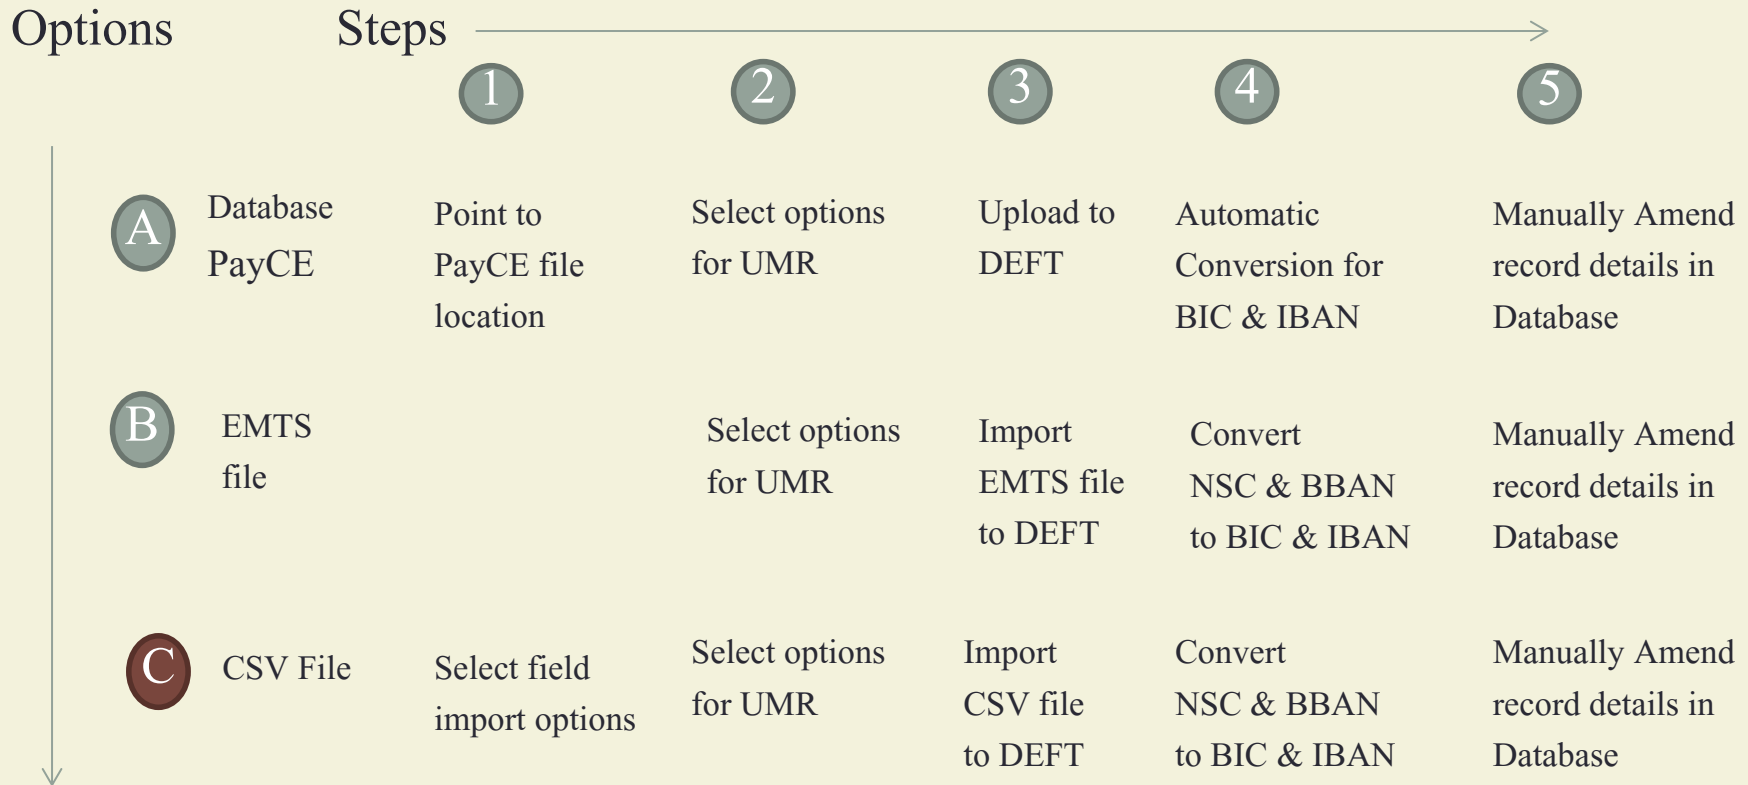 Options
Steps
1
2
3
4
5
A
Database
PayCE
Point to
PayCE file
location
Select options
for UMR
Upload to
DEFT
Automatic
Conversion for
BIC & IBAN
Manually Amend
record details in
Database
B
EMTS
file
Select options
for UMR
Import
EMTS file
to DEFT
Convert
NSC & BBAN
to BIC & IBAN
Manually Amend
record details in
Database
C
CSV File
Select field
import options
Select options
for UMR
Import
CSV file
to DEFT
Convert
NSC & BBAN
to BIC & IBAN
Manually Amend
record details in
Database